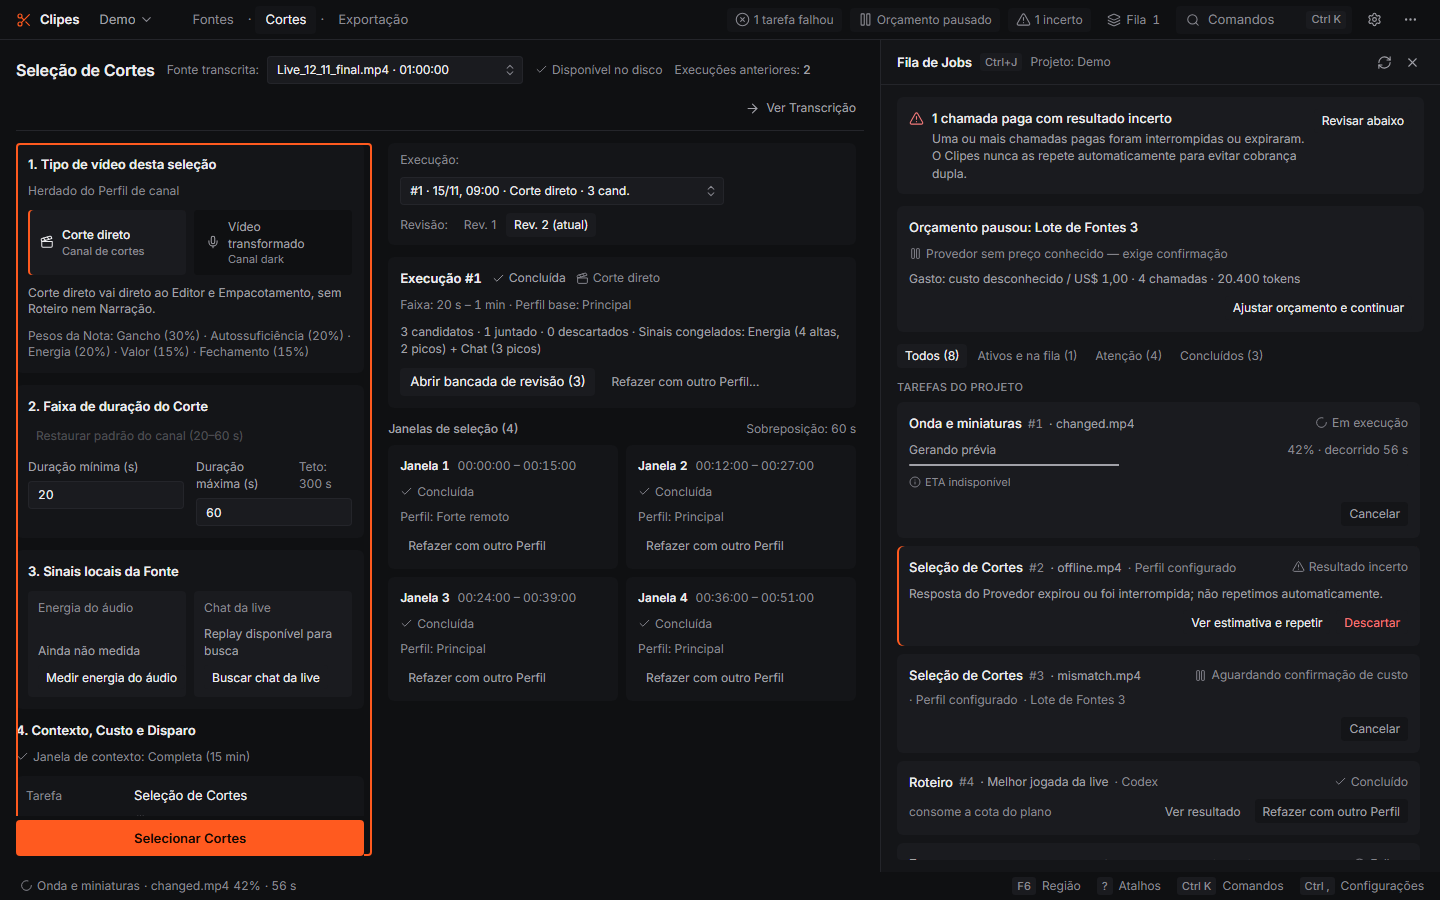 Clipes
Demo
Fontes · Cortes · Exportação
1 tarefa falhou
Orçamento pausado
1 incerto
Fila 1
Comandos Ctrl K
Seleção de Cortes
Fonte transcrita:
Live_12_11_final.mp4 · 01:00:00
Disponível no disco
Execuções anteriores: 2
Ver Transcrição
1. Tipo de vídeo desta seleção
Herdado do Perfil de canal
Corte direto
Canal de cortes
Vídeo
transformado
Canal dark
Corte direto vai direto ao Editor e Empacotamento, sem
Roteiro nem Narração.
Pesos da Nota: Gancho (30%) · Autossuficiência (20%) ·
Energia (20%) · Valor (15%) · Fechamento (15%)
2. Faixa de duração do Corte
Restaurar padrão do canal (20–60 s)
Duração mínima (s)
20
Duração
máxima (s)
60
Teto:
300 s
3. Sinais locais da Fonte
Energia do áudio
Ainda não medida
Medir energia do áudio
Chat da live
Replay disponível para
busca
Buscar chat da live
4. Contexto, Custo e Disparo
Janela de contexto: Completa (15 min)
Tarefa Seleção de Cortes
Selecionar Cortes
Execução:
#1 · 15/11, 09:00 · Corte direto · 3 cand.
Revisão: Rev. 1 Rev. 2 (atual)
Execução #1 Concluída Corte direto
Faixa: 20 s – 1 min · Perfil base: Principal
3 candidatos · 1 juntado · 0 descartados · Sinais congelados: Energia (4 altas,
2 picos) + Chat (3 picos)
Abrir bancada de revisão (3) Refazer com outro Perfil...
Janelas de seleção (4) Sobreposição: 60 s
Janela 1 00:00:00 – 00:15:00
Concluída
Perfil: Forte remoto
Refazer com outro Perfil
Janela 2 00:12:00 – 00:27:00
Concluída
Perfil: Principal
Refazer com outro Perfil
Janela 3 00:24:00 – 00:39:00
Concluída
Perfil: Principal
Refazer com outro Perfil
Janela 4 00:36:00 – 00:51:00
Concluída
Perfil: Principal
Refazer com outro Perfil
Fila de Jobs Ctrl+J Projeto: Demo
1 chamada paga com resultado incerto
Uma ou mais chamadas pagas foram interrompidas ou expiraram.
O Clipes nunca as repete automaticamente para evitar cobrança
dupla.
Revisar abaixo
Orçamento pausou: Lote de Fontes 3
Provedor sem preço conhecido — exige confirmação
Gasto: custo desconhecido / US$ 1,00 · 4 chamadas · 20.400 tokens
Ajustar orçamento e continuar
Todos (8) Ativos e na fila (1) Atenção (4) Concluídos (3)
TAREFAS DO PROJETO
Onda e miniaturas #1 · changed.mp4 Em execução
Gerando prévia 42% · decorrido 56 s
ETA indisponível
Cancelar
Seleção de Cortes #2 · offline.mp4 · Perfil configurado Resultado incerto
Resposta do Provedor expirou ou foi interrompida; não repetimos automaticamente.
Ver estimativa e repetir Descartar
Seleção de Cortes #3 · mismatch.mp4 Aguardando confirmação de custo
· Perfil configurado · Lote de Fontes 3
Cancelar
Roteiro #4 · Melhor jogada da live · Codex Concluído
consome a cota do plano Ver resultado Refazer com outro Perfil
Onda e miniaturas · changed.mp4 42% · 56 s
F6 Região ? Atalhos Ctrl K Comandos Ctrl , Configurações